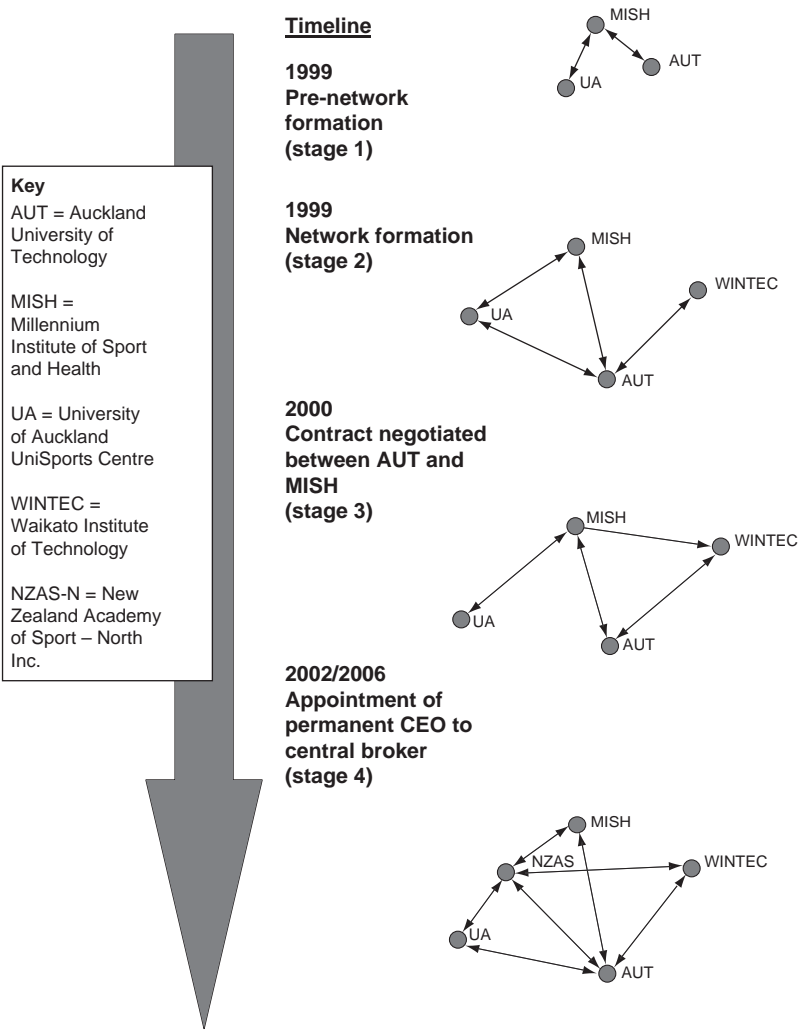 Timeline
1999
Pre-network
formation
(stage 1)
MISH
AUT
UA
Key
AUT = Auckland
University of
Technology
MISH =
Millennium
Institute of Sport
and Health
UA = University
of Auckland
UniSports Centre
WINTEC =
Waikato Institute
of Technology
NZAS-N = New
Zealand Academy
of Sport – North
Inc.
1999
Network formation
(stage 2)
MISH
WINTEC
UA
AUT
2000
Contract negotiated
between AUT and
MISH
(stage 3)
MISH
WINTEC
UA
AUT
2002/2006
Appointment of
permanent CEO to
central broker
(stage 4)
MISH
NZAS
WINTEC
UA
AUT